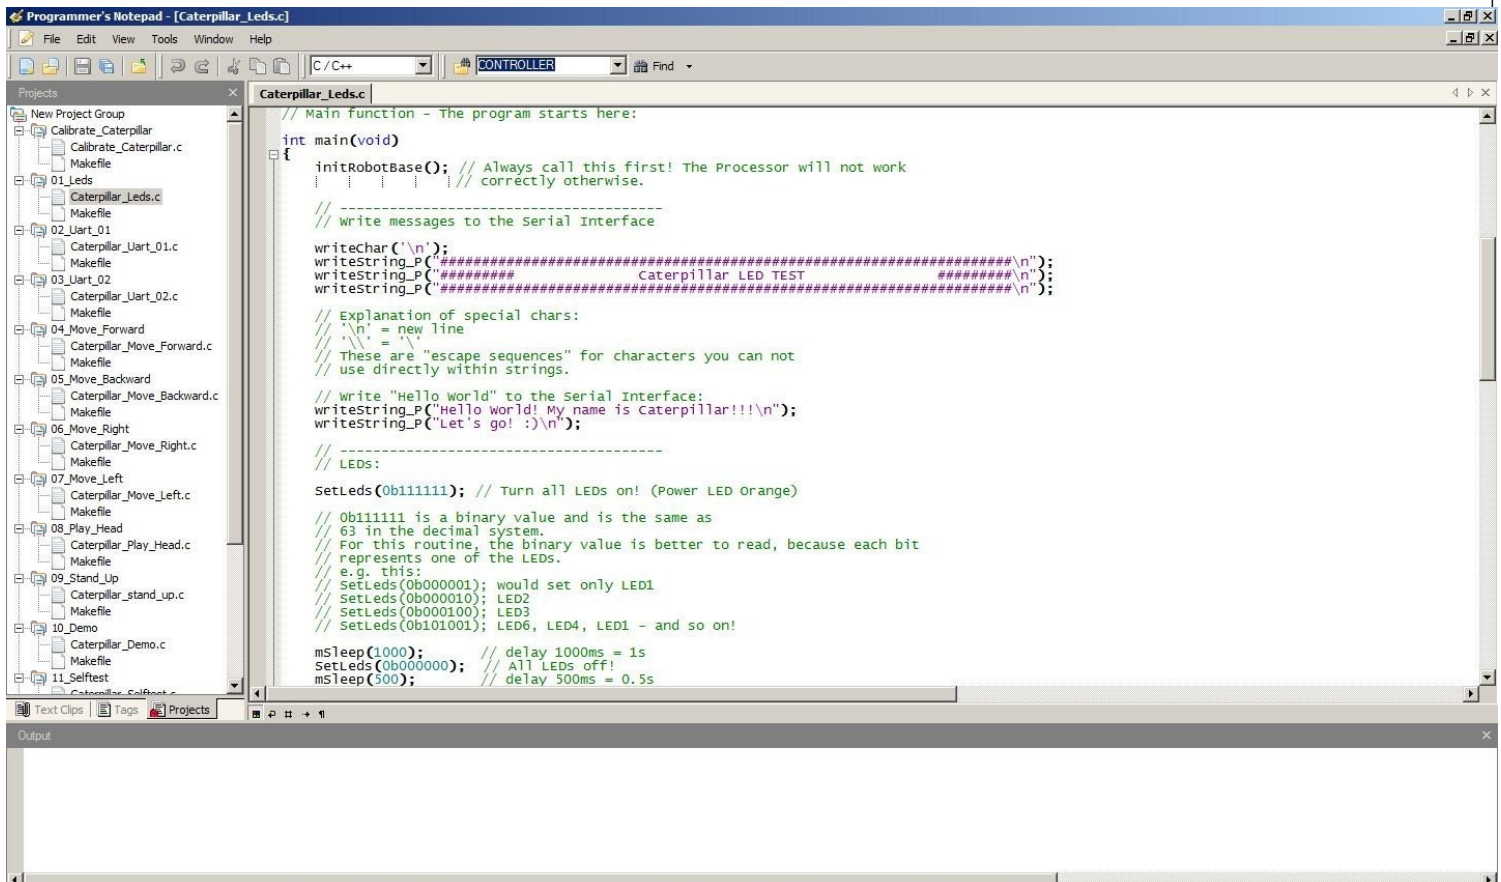 Programmer's Notepad - [Caterpillar_Leds.c]
File Edit View Tools Window Help
C / C++ CONTROLLER Find
Projects
New Project Group
Calibrate_Caterpillar
Calibrate_Caterpillar.c
Makefile
01_Leds
Caterpillar_Leds.c
Makefile
02_Uart_01
Caterpillar_Uart_01.c
Makefile
03_Uart_02
Caterpillar_Uart_02.c
Makefile
04_Move_Forward
Caterpillar_Move_Forward.c
Makefile
05_Move_Backward
Caterpillar_Move_Backward.c
Makefile
06_Move_Right
Caterpillar_Move_Right.c
Makefile
07_Move_Left
Caterpillar_Move_Left.c
Makefile
08_Play_Head
Caterpillar_Play_Head.c
Makefile
09_Stand_Up
Caterpillar_stand_up.c
Makefile
10_Demo
Caterpillar_Demo.c
Makefile
11_Selftest
Caterpillar_Selftest.c
Text Clips Tags Projects
Caterpillar_Leds.c
// Main function - The program starts here:
int main(void)
{
initRobotBase(); // Always call this first! The Processor will not work
// correctly otherwise.
// ---------------------------------------
// Write messages to the Serial Interface
writeChar('\n');
writeString_P("#####################################################################\n");
writeString_P("######### Caterpillar LED TEST #########\n");
writeString_P("#####################################################################\n");
// Explanation of special chars:
// '\n' = new line
// '\\' = '\'
// These are "escape sequences" for characters you can not
// use directly within strings.
// Write "Hello World" to the Serial Interface:
writeString_P("Hello World! My name is Caterpillar!!!\n");
writeString_P("Let's go! :)\n");
// ---------------------------------------
// LEDs:
SetLeds(0b111111); // Turn all LEDs on! (Power LED Orange)
// 0b111111 is a binary value and is the same as
// 63 in the decimal system.
// For this routine, the binary value is better to read, because each bit
// represents one of the LEDs.
// e.g. this:
// SetLeds(0b000001); would set only LED1
// SetLeds(0b000010); LED2
// SetLeds(0b000100); LED3
// SetLeds(0b101001); LED6, LED4, LED1 - and so on!
mSleep(1000); // delay 1000ms = 1s
SetLeds(0b000000); // All LEDs off!
mSleep(500); // delay 500ms = 0.5s
Output